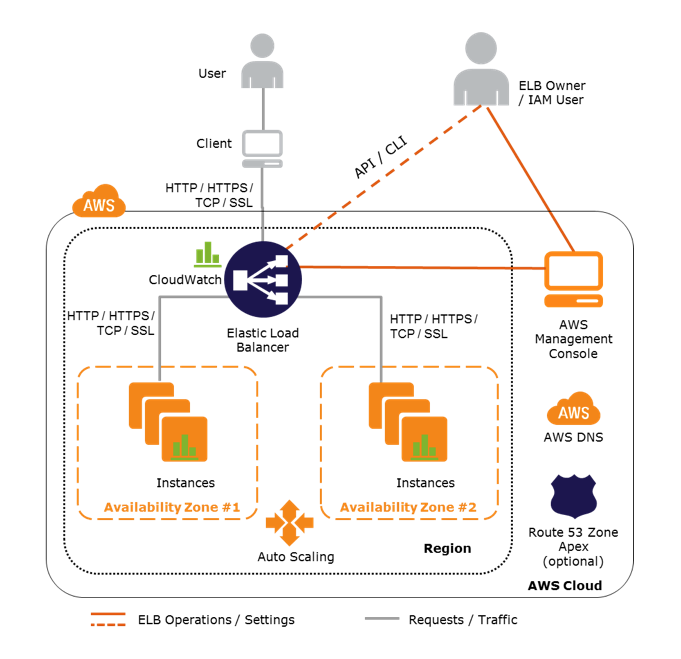 User
ELB Owner
/ IAM User
Client
API / CLI
HTTP / HTTPS /
TCP / SSL
AWS
CloudWatch
HTTP / HTTPS /
TCP / SSL
HTTP / HTTPS /
TCP / SSL
Elastic Load
Balancer
AWS
Management
Console
AWS
AWS DNS
Instances
Instances
Availability Zone #1
Availability Zone #2
Route 53 Zone
Apex
(optional)
Auto Scaling
Region
AWS Cloud
ELB Operations / Settings
Requests / Traffic